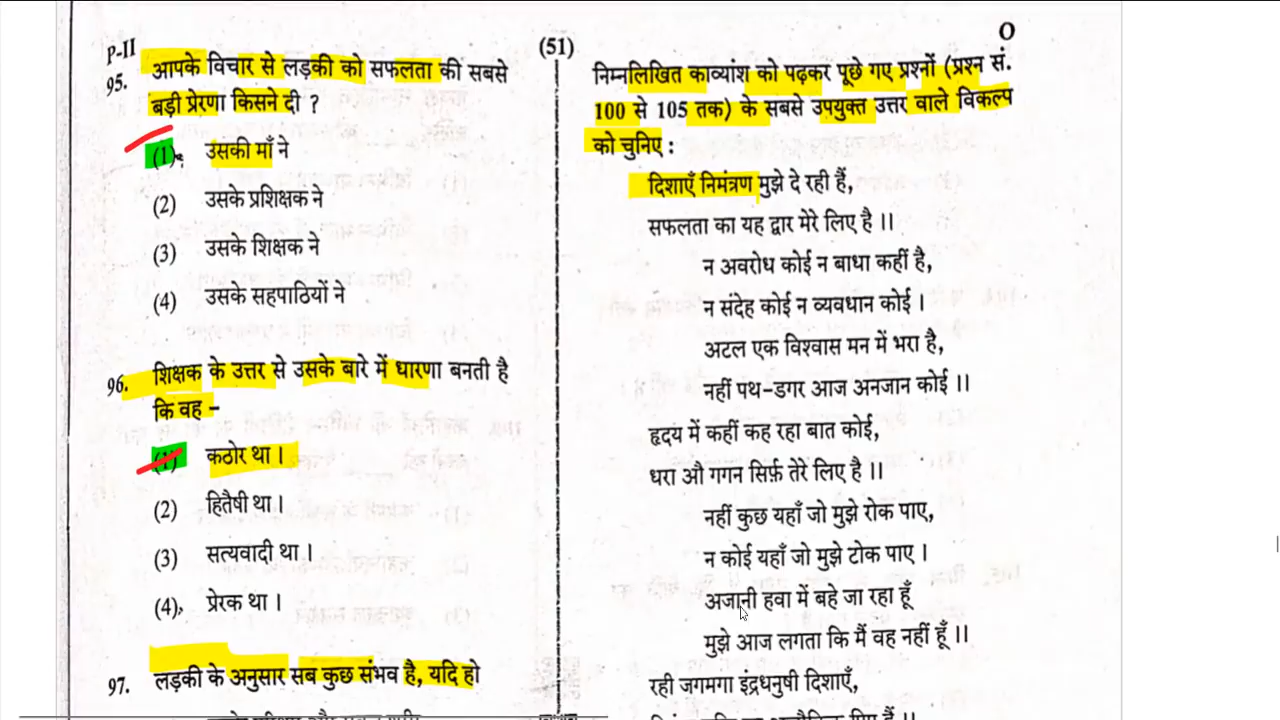 P-II
(51)
O
95. आपके विचार से लड़की को सफलता की सबसे
बड़ी प्रेरणा किसने दी ?
(1) उसकी माँ ने
(2) उसके प्रशिक्षक ने
(3) उसके शिक्षक ने
(4) उसके सहपाठियों ने
96. शिक्षक के उत्तर से उसके बारे में धारणा बनती है
कि वह –
(1) कठोर था ।
(2) हितैषी था ।
(3) सत्यवादी था ।
(4) प्रेरक था ।
97. लड़की के अनुसार सब कुछ संभव है, यदि हो
निम्नलिखित काव्यांश को पढ़कर पूछे गए प्रश्नों (प्रश्न सं.
100 से 105 तक) के सबसे उपयुक्त उत्तर वाले विकल्प
को चुनिए :
दिशाएँ निमंत्रण मुझे दे रही हैं,
सफलता का यह द्वार मेरे लिए है ।।
न अवरोध कोई न बाधा कहीं है,
न संदेह कोई न व्यवधान कोई ।
अटल एक विश्वास मन में भरा है,
नहीं पंथ-डगर आज अनजान कोई ।।
हृदय में कहीं कह रहा बात कोई,
धरा औ गगन सिर्फ़ तेरे लिए है ।।
नहीं कुछ यहाँ जो मुझे रोक पाए,
न कोई यहाँ जो मुझे टोक पाए ।
अजानी हवा में बहे जा रहा हूँ
मुझे आज लगता कि मैं वह नहीं हूँ ।।
रही जगमगा इंद्रधनुषी दिशाएँ,